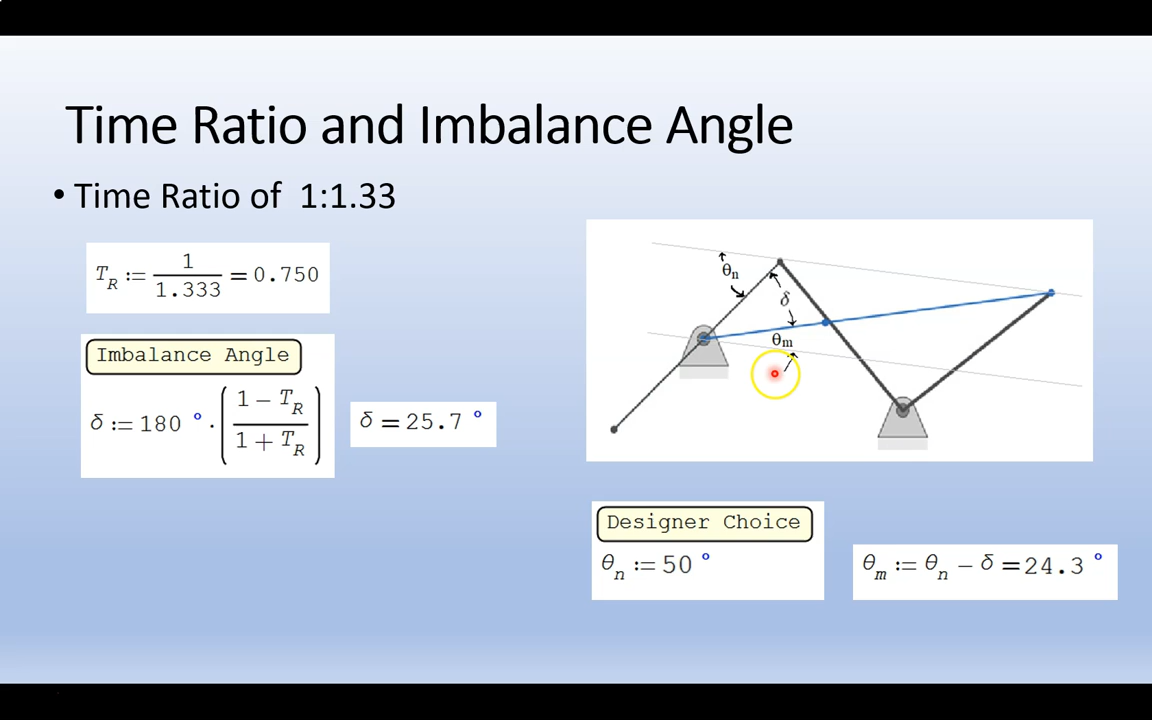 Time Ratio and Imbalance Angle
• Time Ratio of 1:1.33
T_R := 1/1.333 = 0.750
Imbalance Angle
δ := 180 ° · ((1 − T_R)/(1 + T_R))
δ = 25.7 °
θn
δ
θm
Designer Choice
θ_n := 50 °
θ_m := θ_n − δ = 24.3 °